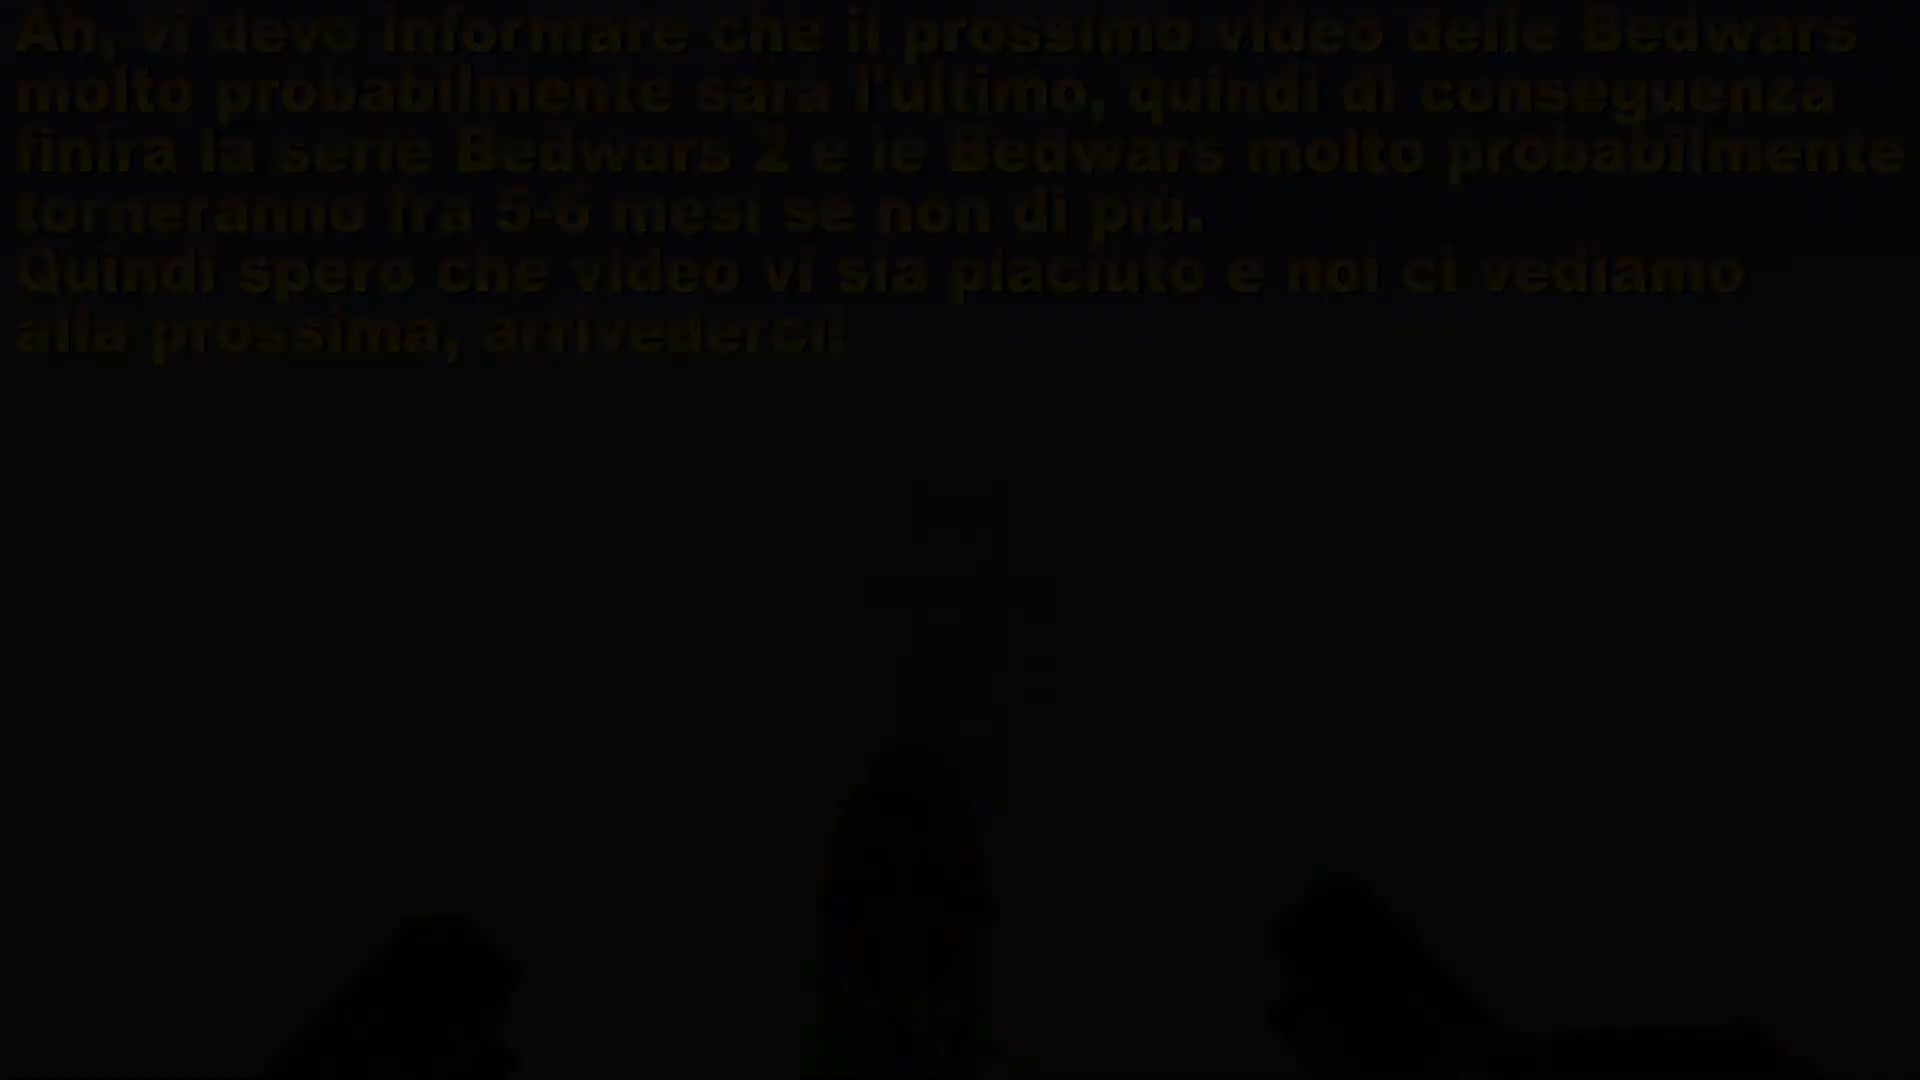 Ah, vi devo informare che il prossimo video delle Bedwars
molto probabilmente sara l'ultimo, quindi di conseguenza
finira la serie Bedwars 2 e le Bedwars molto probabilmente
torneranno fra 5-6 mesi se non di più.
Quindi spero che video vi sia piaciuto e noi ci vediamo
alla prossima, arrivederci!